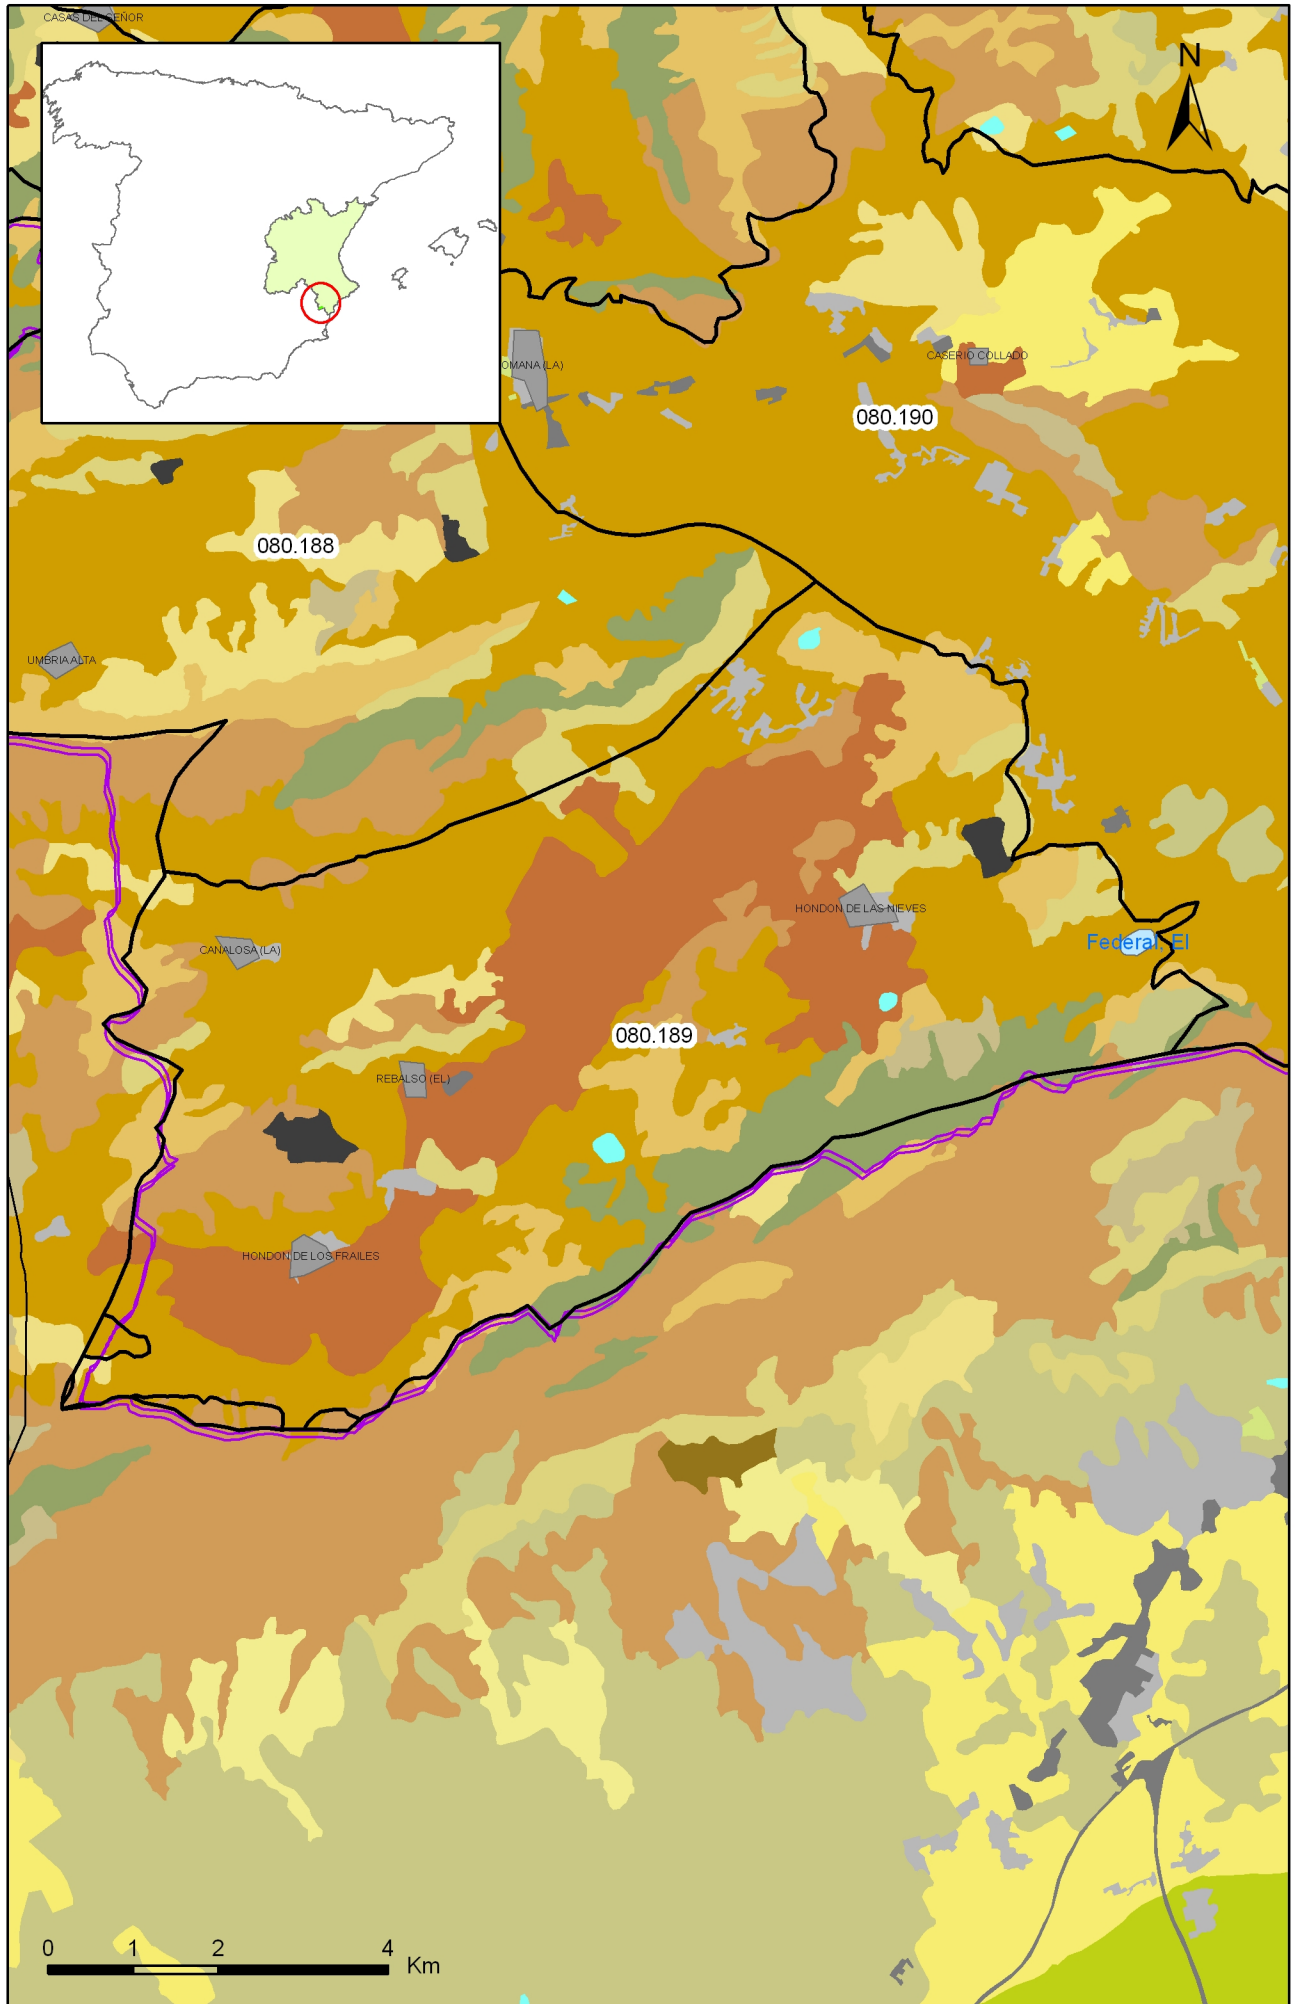 CASAS DEL SEÑOR
N
OMANA (LA)
CASERIO COLLADO
080.190
080.188
UMBRIA ALTA
HONDON DE LAS NIEVES
Federal, El
CANALOSA (LA)
080.189
REBALSO (EL)
HONDON DE LOS FRAILES
0 1 2 4 Km